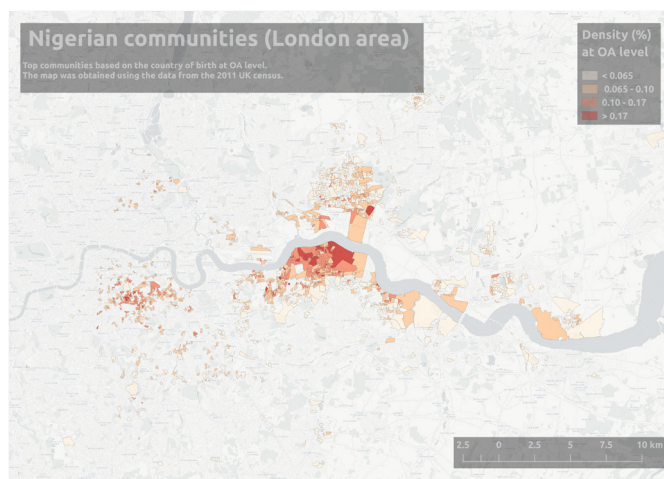 Nigerian communities (London area)
Top communities based on the country of birth at OA level.
The map was obtained using the data from the 2011 UK census.
Density (%)
at OA level
< 0.065
0.065 - 0.10
0.10 - 0.17
> 0.17
2.5 0 2.5 5 7.5 10 km